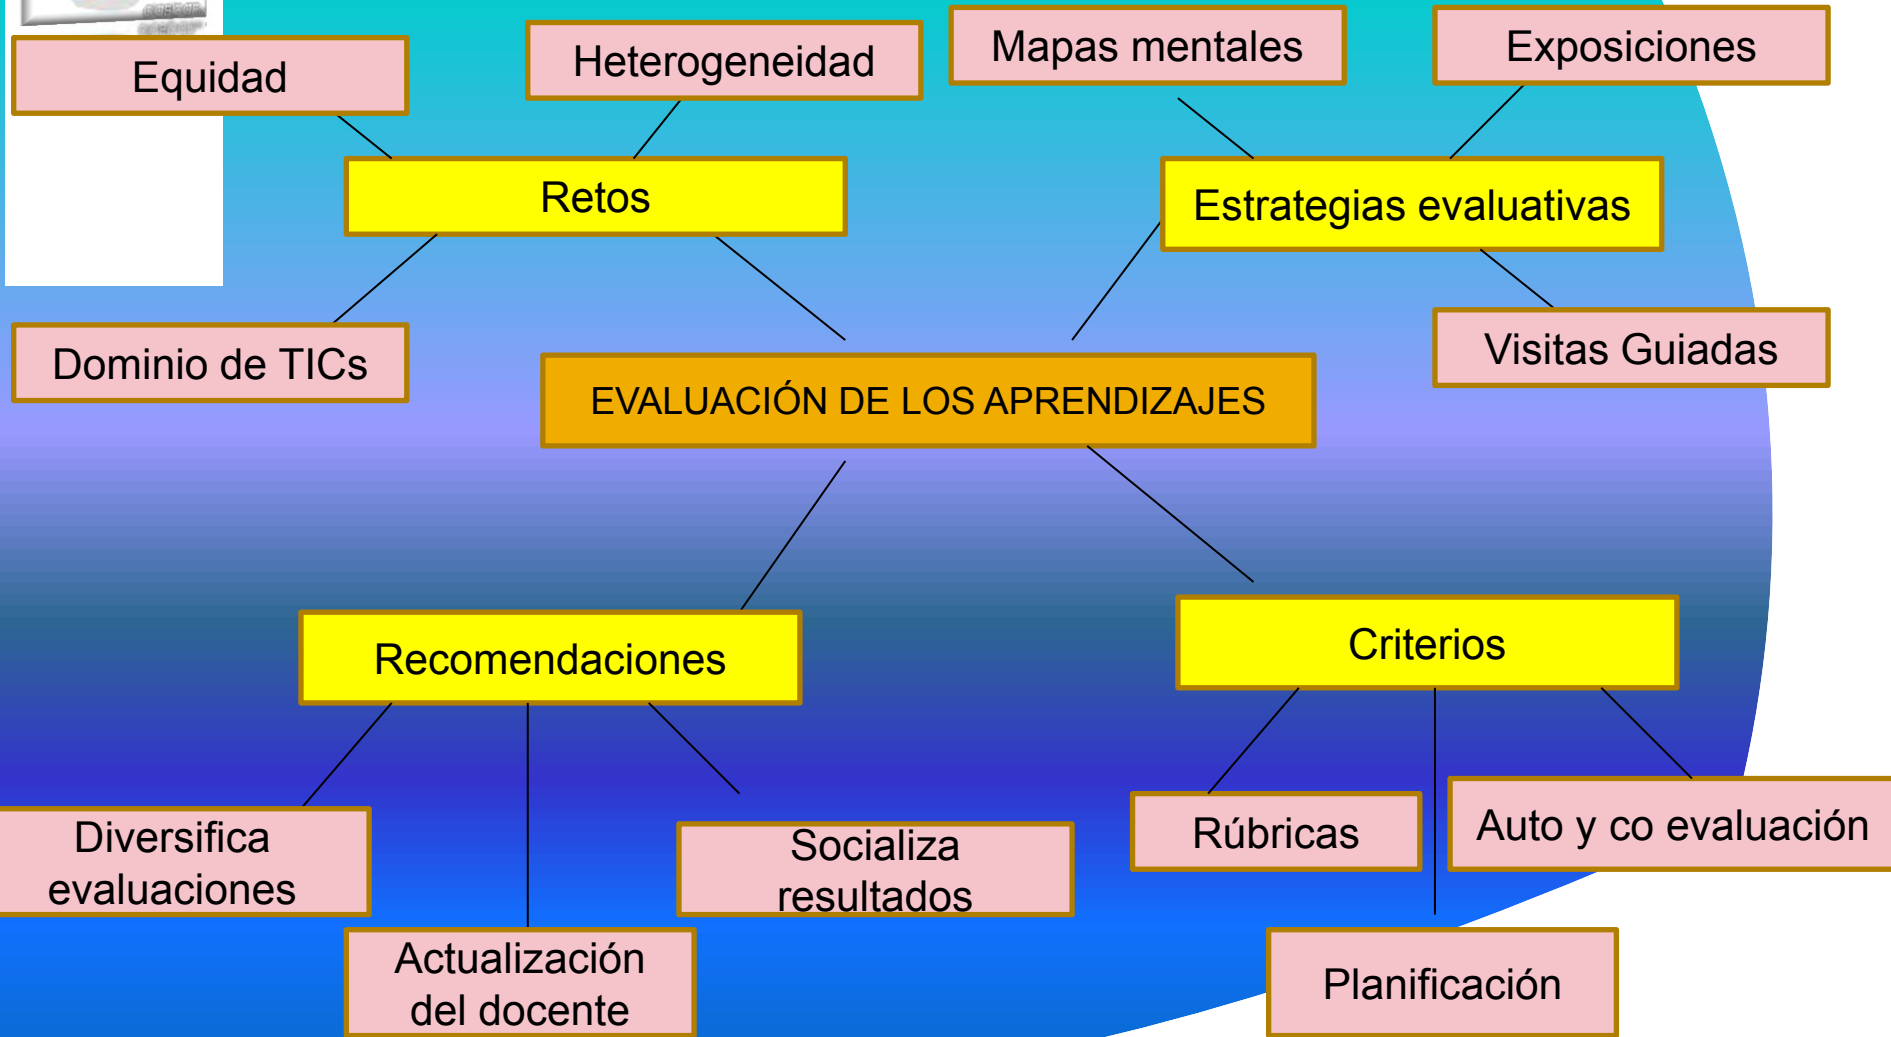 Equidad
Heterogeneidad
Mapas mentales
Exposiciones
Retos
Estrategias evaluativas
Dominio de TICs
Visitas Guiadas
EVALUACIÓN DE LOS APRENDIZAJES
Recomendaciones
Criterios
Diversifica
evaluaciones
Socializa
resultados
Rúbricas
Auto y co evaluación
Actualización
del docente
Planificación